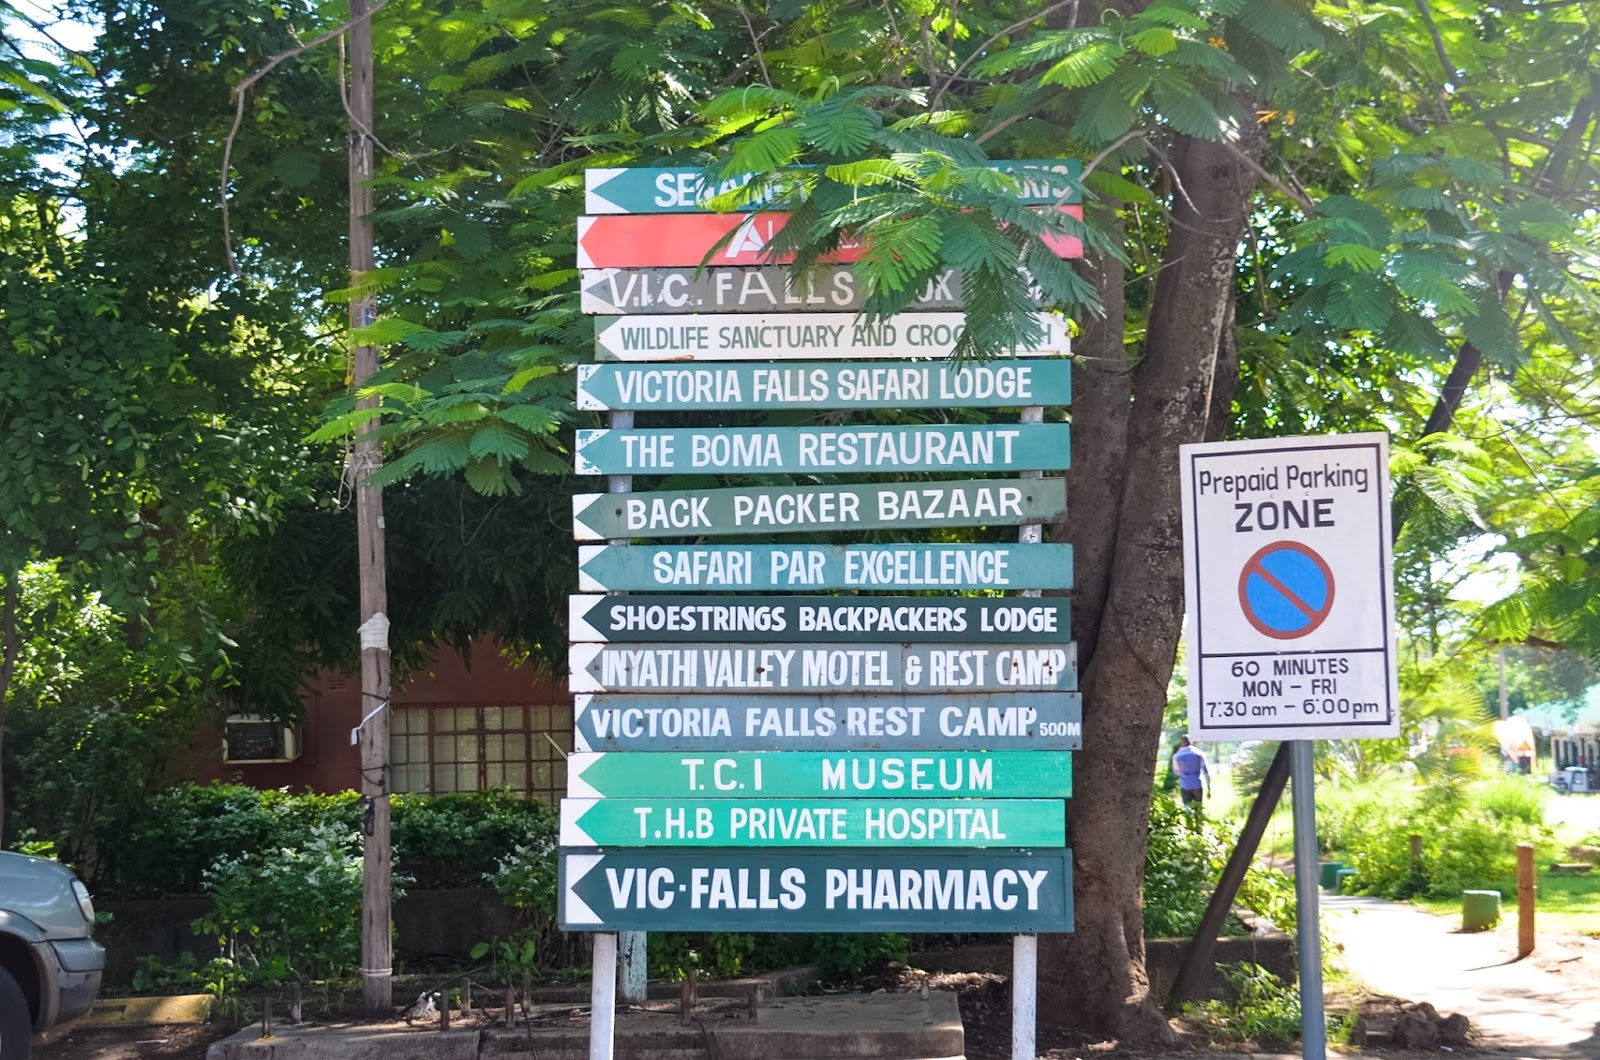 V.I.C. FALLS
WILDLIFE SANCTUARY AND
VICTORIA FALLS SAFARI LODGE
THE BOMA RESTAURANT
BACK PACKER BAZAAR
SAFARI PAR EXCELLENCE
SHOESTRINGS BACKPACKERS LODGE
INYATHI VALLEY MOTEL & REST CAMP
VICTORIA FALLS REST CAMP 500M
T.C.I MUSEUM
T.H.B PRIVATE HOSPITAL
VIC-FALLS PHARMACY
Prepaid Parking
ZONE
60 MINUTES
MON - FRI
7:30 am - 6:00 pm